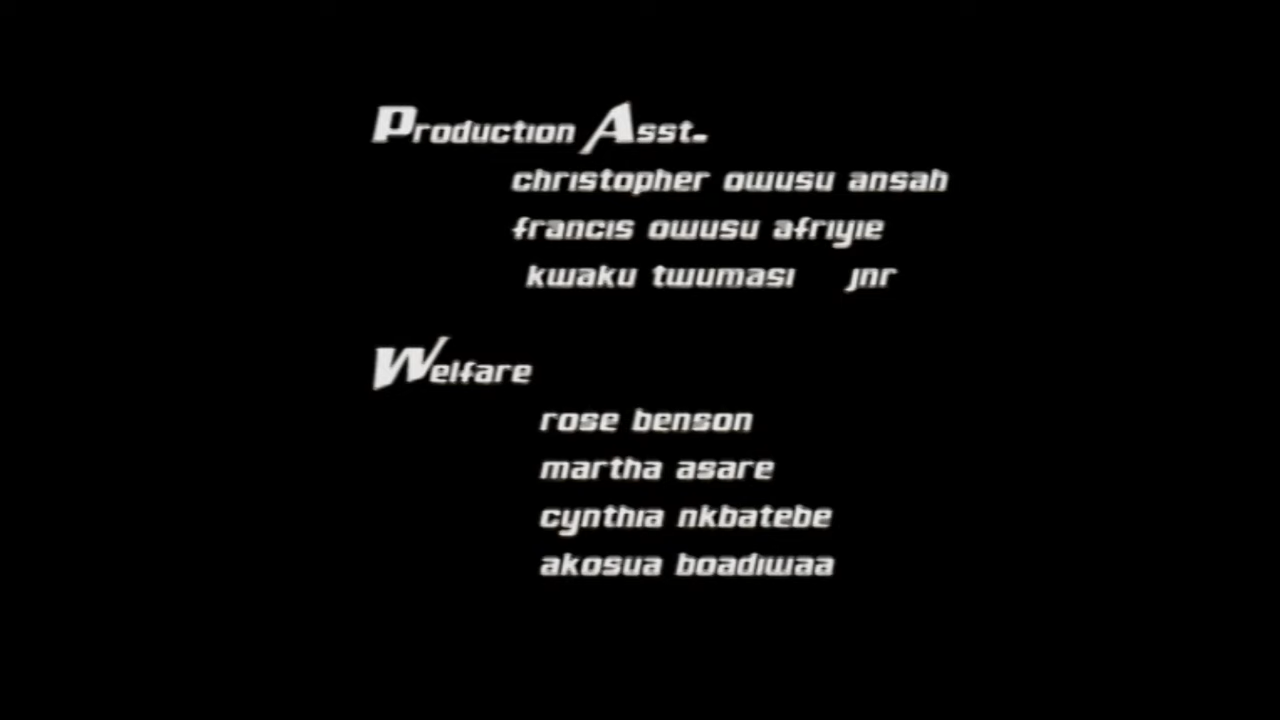 Production Asst.
christopher owusu ansah
francis owusu afriyie
kwaku twumasi jnr
Welfare
rose benson
martha asare
cynthia nkbatebe
akosua boadiwaa